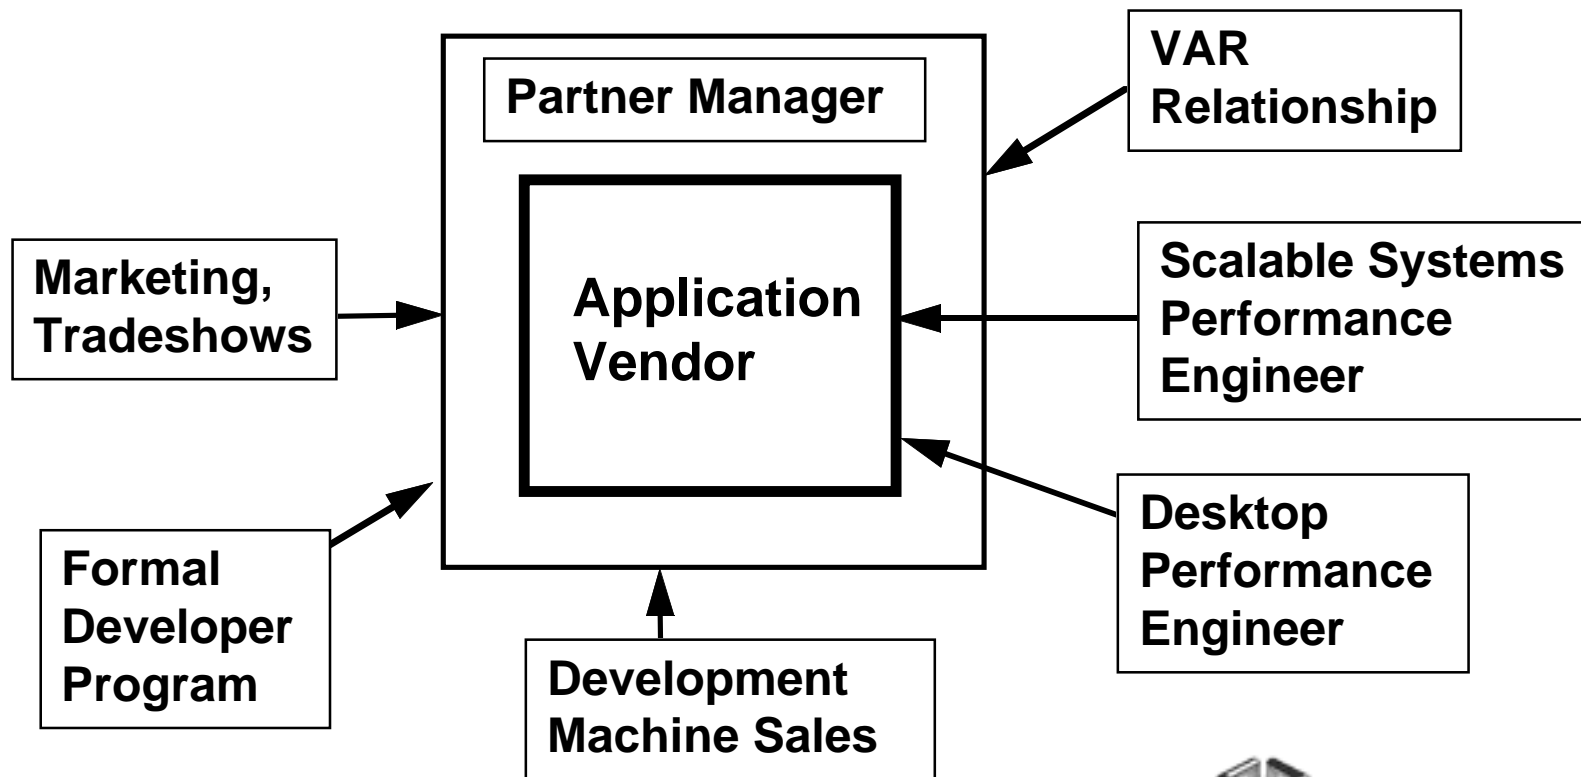 Partner Manager
VAR
Relationship
Marketing,
Tradeshows
Application
Vendor
Scalable Systems
Performance
Engineer
Formal
Developer
Program
Development
Machine Sales
Desktop
Performance
Engineer